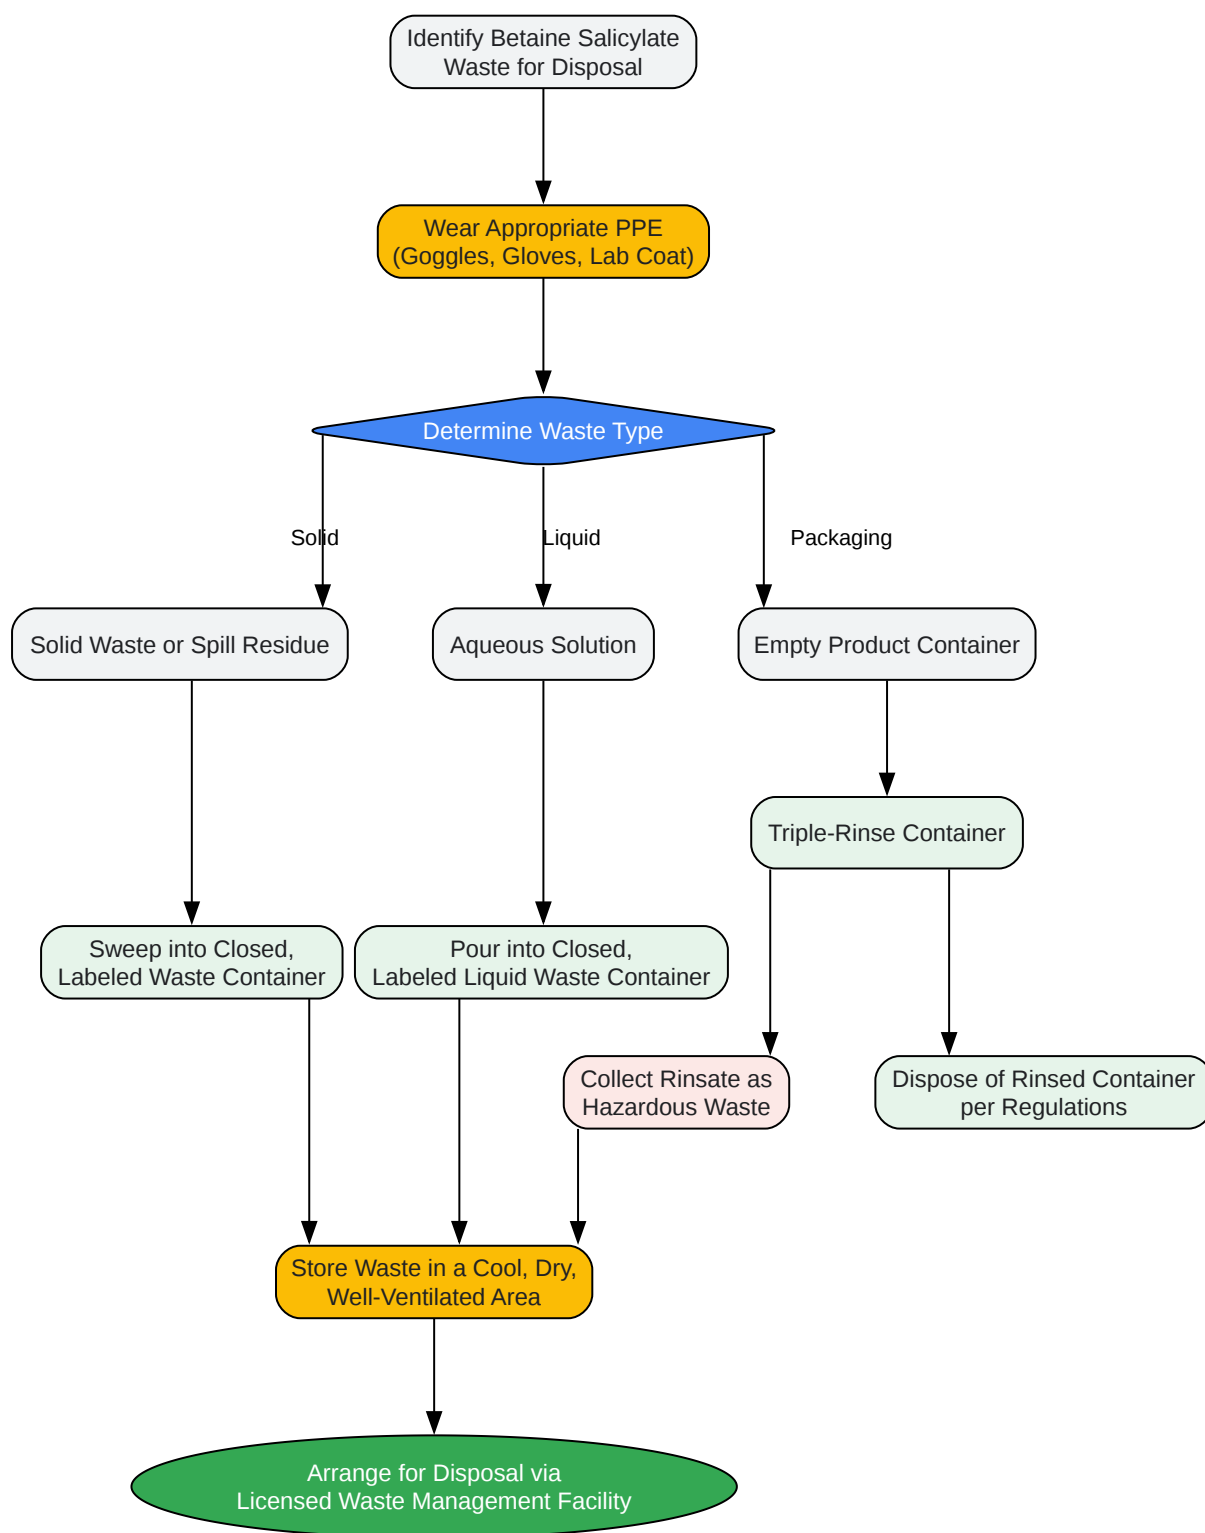 Identify Betaine Salicylate
Waste for Disposal
Wear Appropriate PPE
(Goggles, Gloves, Lab Coat)
Determine Waste Type
Solid
Liquid
Packaging
Solid Waste or Spill Residue
Aqueous Solution
Empty Product Container
Triple-Rinse Container
Sweep into Closed,
Labeled Waste Container
Pour into Closed,
Labeled Liquid Waste Container
Collect Rinsate as
Hazardous Waste
Dispose of Rinsed Container
per Regulations
Store Waste in a Cool, Dry,
Well-Ventilated Area
Arrange for Disposal via
Licensed Waste Management Facility